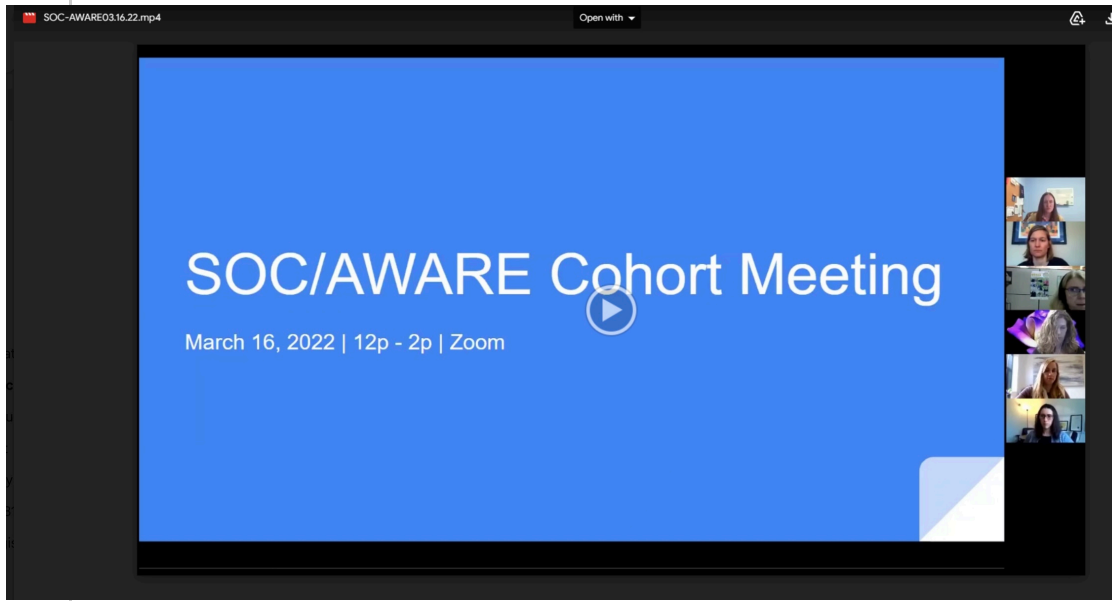 SOC-AWARE03.16.22.mp4
Open with
SOC/AWARE Cohort Meeting
March 16, 2022 | 12p - 2p | Zoom